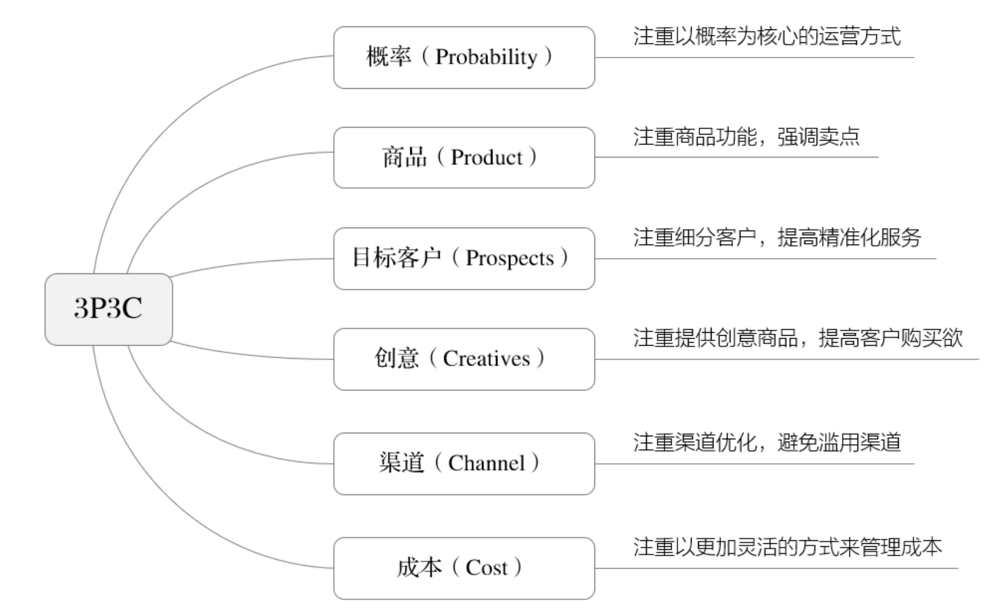 概率（Probability）
注重以概率为核心的运营方式
商品（Product）
注重商品功能，强调卖点
目标客户（Prospects）
注重细分客户，提高精准化服务
3P3C
创意（Creatives）
注重提供创意商品，提高客户购买欲
渠道（Channel）
注重渠道优化，避免滥用渠道
成本（Cost）
注重以更加灵活的方式来管理成本